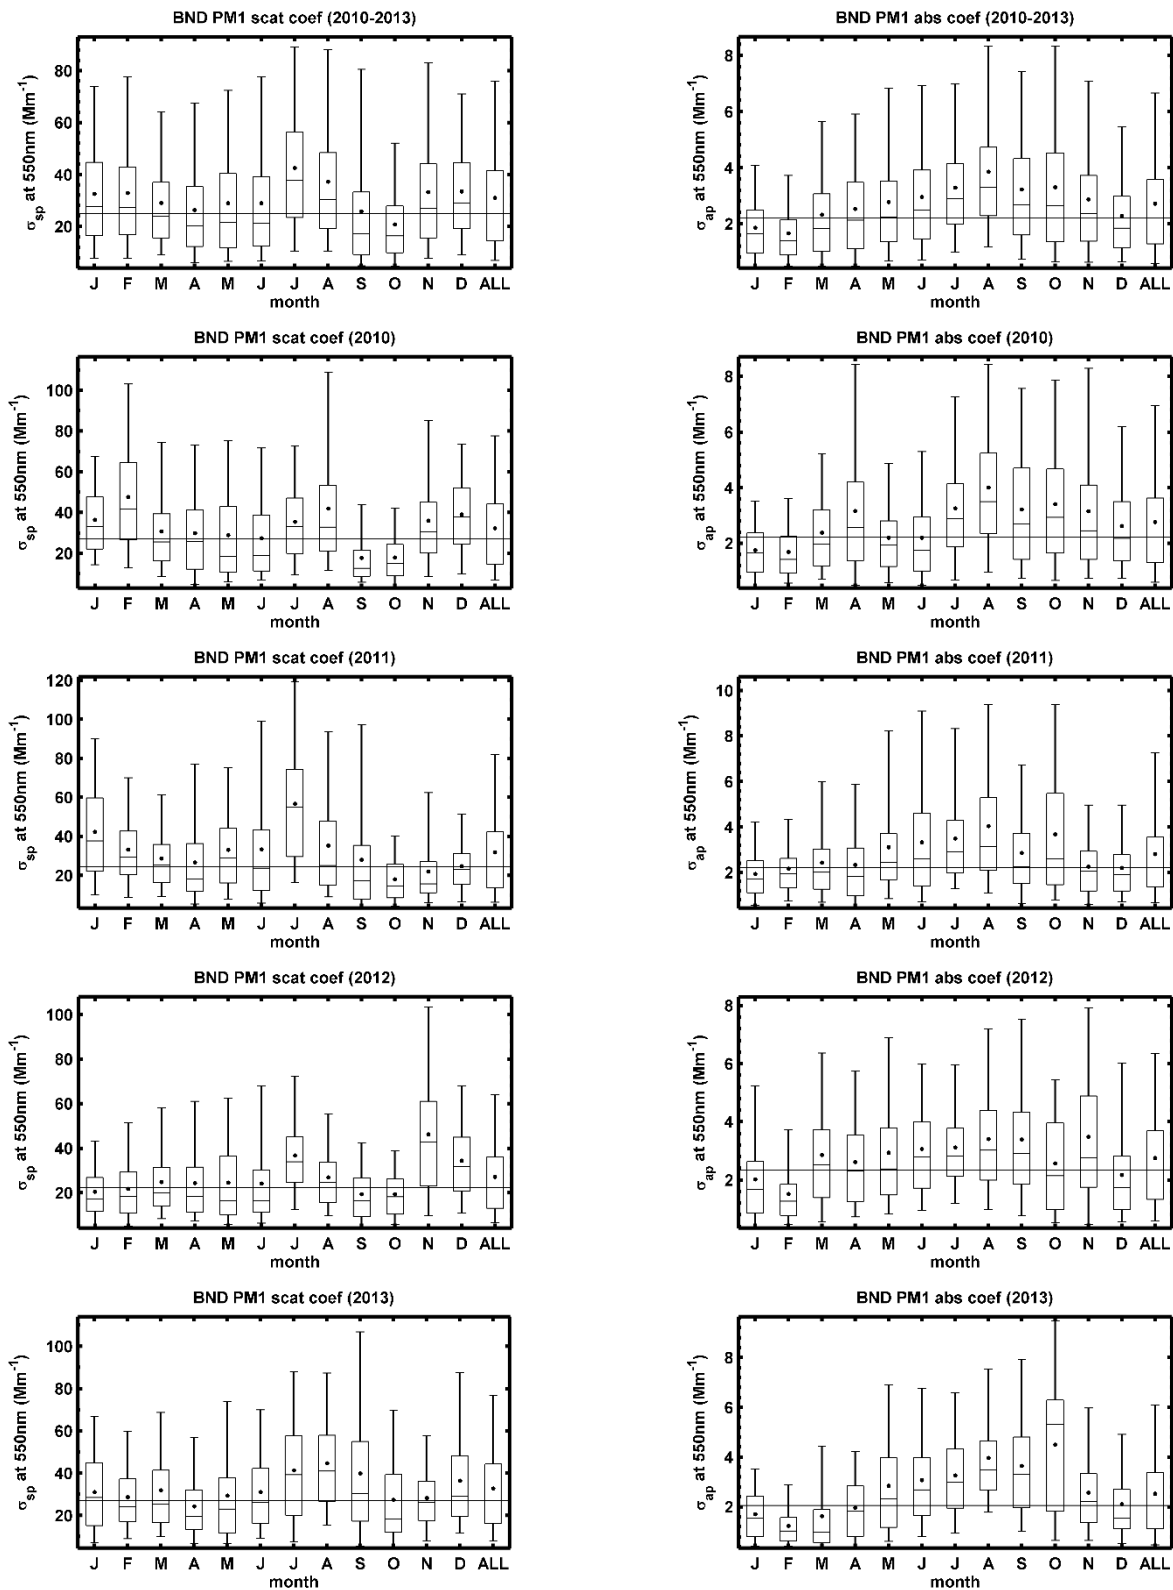 BND PM1 scat coef (2010-2013)
σsp at 550nm (Mm-1)
80
60
40
20
J F M A M J J A S O N D ALL
month
BND PM1 abs coef (2010-2013)
σap at 550nm (Mm-1)
8
6
4
2
J F M A M J J A S O N D ALL
month
BND PM1 scat coef (2010)
σsp at 550nm (Mm-1)
100
80
60
40
20
J F M A M J J A S O N D ALL
month
BND PM1 abs coef (2010)
σap at 550nm (Mm-1)
8
6
4
2
J F M A M J J A S O N D ALL
month
BND PM1 scat coef (2011)
σsp at 550nm (Mm-1)
120
100
80
60
40
20
J F M A M J J A S O N D ALL
month
BND PM1 abs coef (2011)
σap at 550nm (Mm-1)
10
8
6
4
2
J F M A M J J A S O N D ALL
month
BND PM1 scat coef (2012)
σsp at 550nm (Mm-1)
100
80
60
40
20
J F M A M J J A S O N D ALL
month
BND PM1 abs coef (2012)
σap at 550nm (Mm-1)
8
6
4
2
J F M A M J J A S O N D ALL
month
BND PM1 scat coef (2013)
σsp at 550nm (Mm-1)
100
80
60
40
20
J F M A M J J A S O N D ALL
month
BND PM1 abs coef (2013)
σap at 550nm (Mm-1)
8
6
4
2
J F M A M J J A S O N D ALL
month